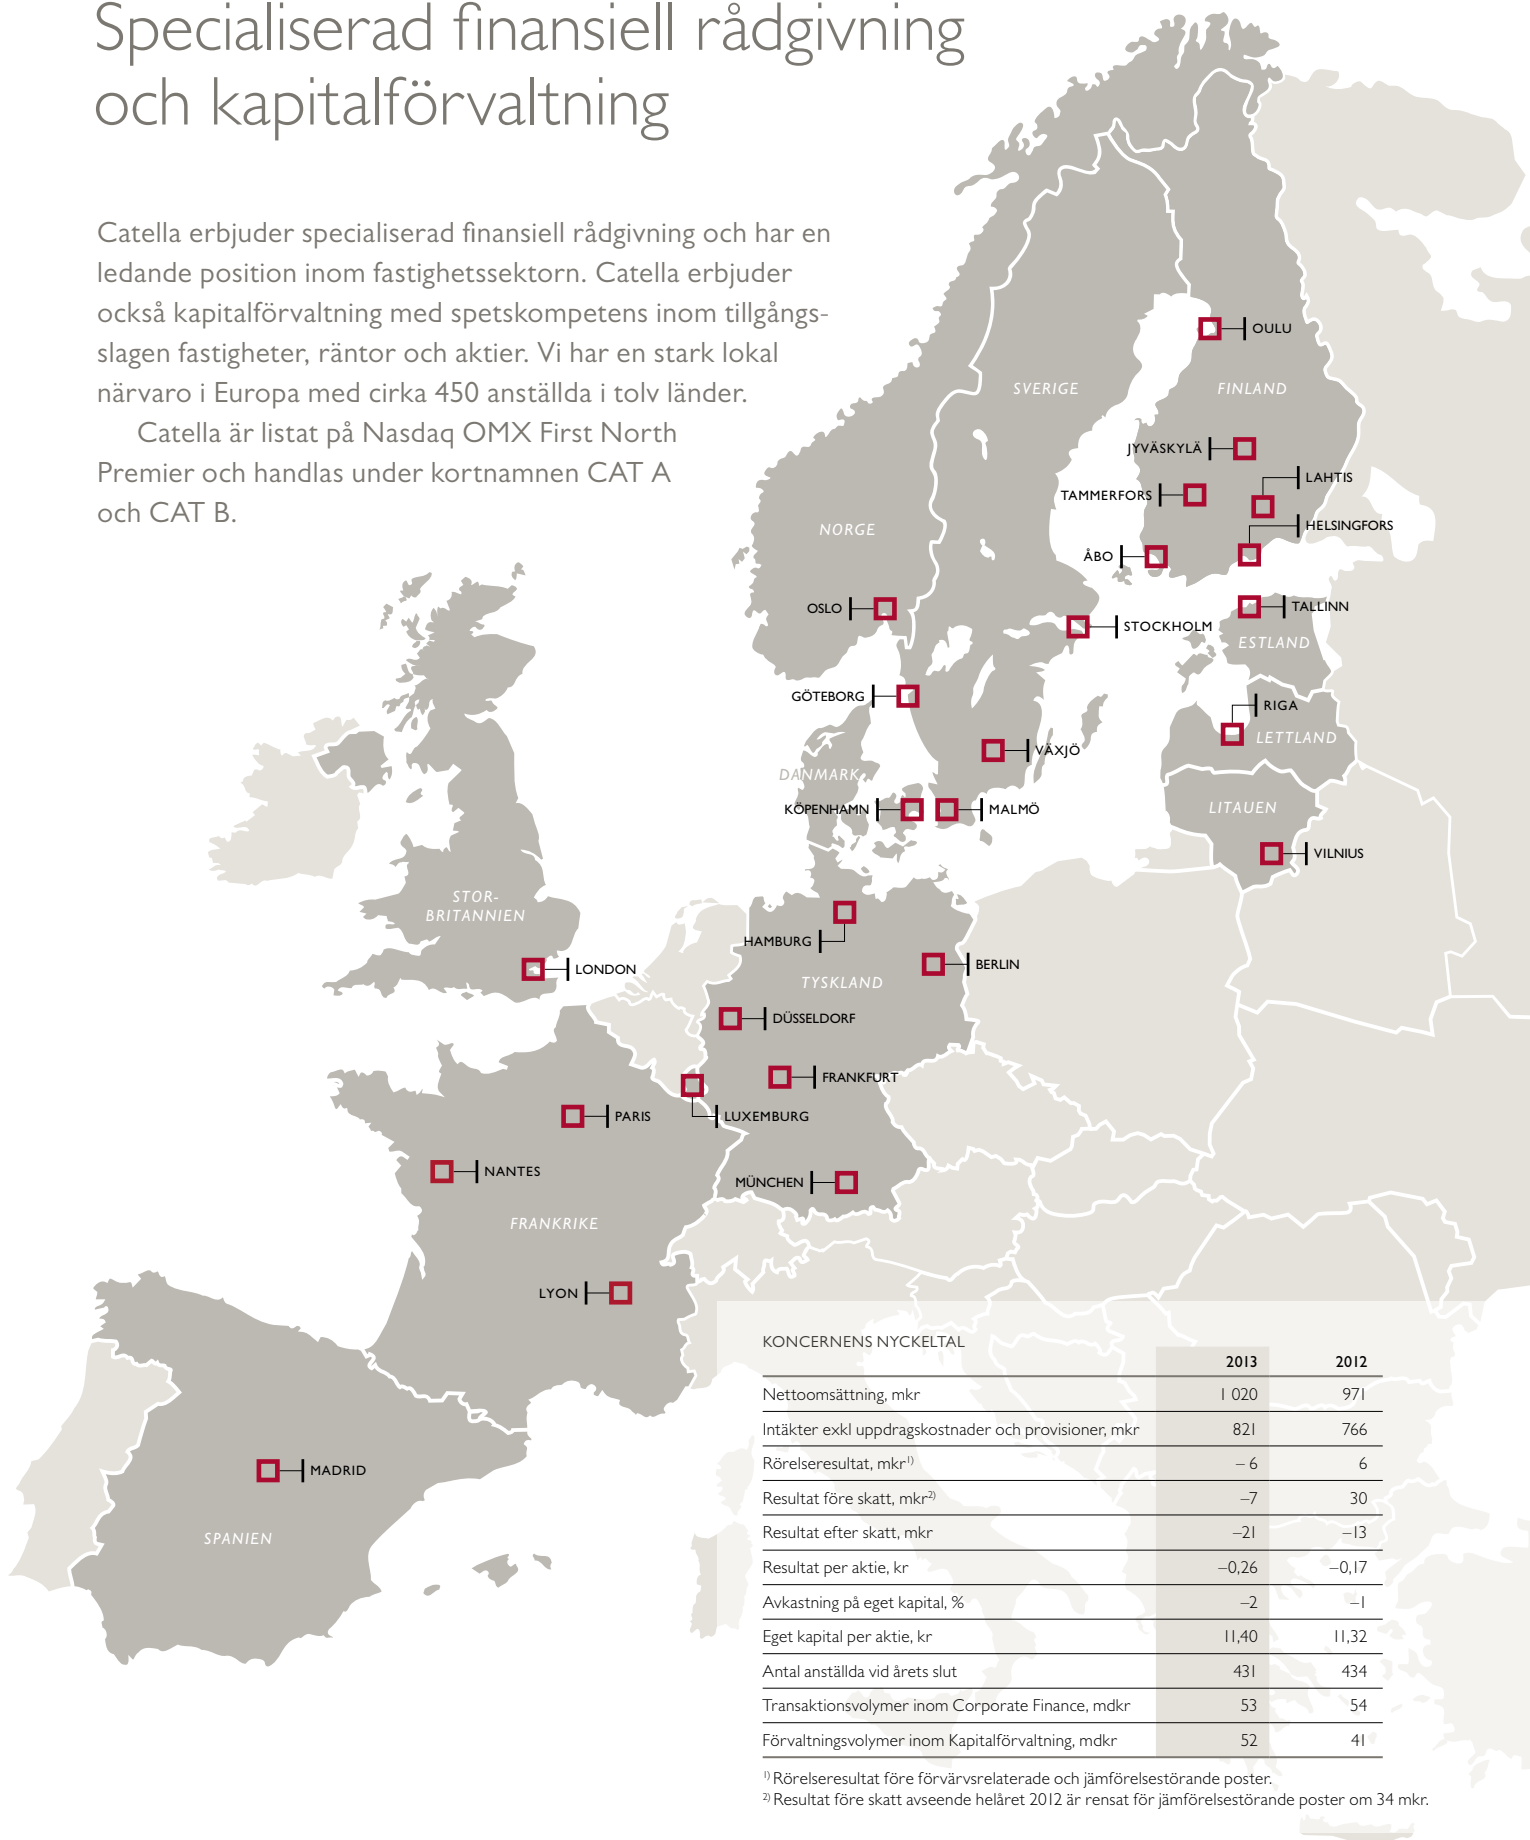 Specialiserad finansiell rådgivning
och kapitalförvaltning
Catella erbjuder specialiserad finansiell rådgivning och har en
ledande position inom fastighetssektorn. Catella erbjuder
också kapitalförvaltning med spetskompetens inom tillgångs-
slagen fastigheter, räntor och aktier. Vi har en stark lokal
närvaro i Europa med cirka 450 anställda i tolv länder.
Catella är listat på Nasdaq OMX First North
Premier och handlas under kortnamnen CAT A
och CAT B.
OULU
SVERIGE
FINLAND
JYVÄSKYLÄ
LAHTIS
TAMMERFORS
HELSINGFORS
NORGE
ÅBO
OSLO
TALLINN
STOCKHOLM
ESTLAND
GÖTEBORG
RIGA
LETTLAND
VÄXJÖ
DANMARK
KÖPENHAMN
MALMÖ
LITAUEN
VILNIUS
STOR-
BRITANNIEN
HAMBURG
BERLIN
LONDON
TYSKLAND
DÜSSELDORF
FRANKFURT
PARIS
LUXEMBURG
NANTES
MÜNCHEN
FRANKRIKE
LYON
MADRID
SPANIEN
KONCERNENS NYCKELTAL
2013 2012
Nettoomsättning, mkr 1 020 971
Intäkter exkl uppdragskostnader och provisioner, mkr 821 766
Rörelseresultat, mkr1) – 6 6
Resultat före skatt, mkr2) –7 30
Resultat efter skatt, mkr –21 –13
Resultat per aktie, kr –0,26 –0,17
Avkastning på eget kapital, % –2 –1
Eget kapital per aktie, kr 11,40 11,32
Antal anställda vid årets slut 431 434
Transaktionsvolymer inom Corporate Finance, mdkr 53 54
Förvaltningsvolymer inom Kapitalförvaltning, mdkr 52 41
1) Rörelseresultat före förvärvsrelaterade och jämförelsestörande poster.
2) Resultat före skatt avseende helåret 2012 är rensat för jämförelsestörande poster om 34 mkr.